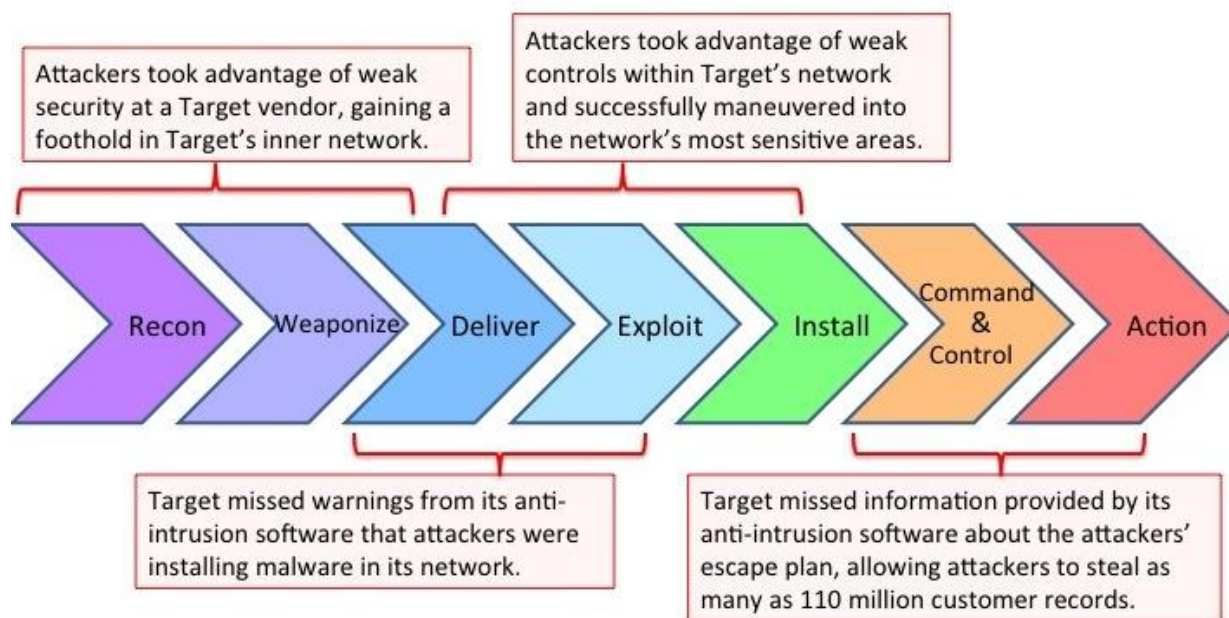 Attackers took advantage of weak
security at a Target vendor, gaining a
foothold in Target's inner network.
Attackers took advantage of weak
controls within Target's network
and successfully maneuvered into
the network's most sensitive areas.
Recon
Weaponize
Deliver
Exploit
Install
Command
&
Control
Action
Target missed warnings from its anti-
intrusion software that attackers were
installing malware in its network.
Target missed information provided by its
anti-intrusion software about the attackers'
escape plan, allowing attackers to steal as
many as 110 million customer records.